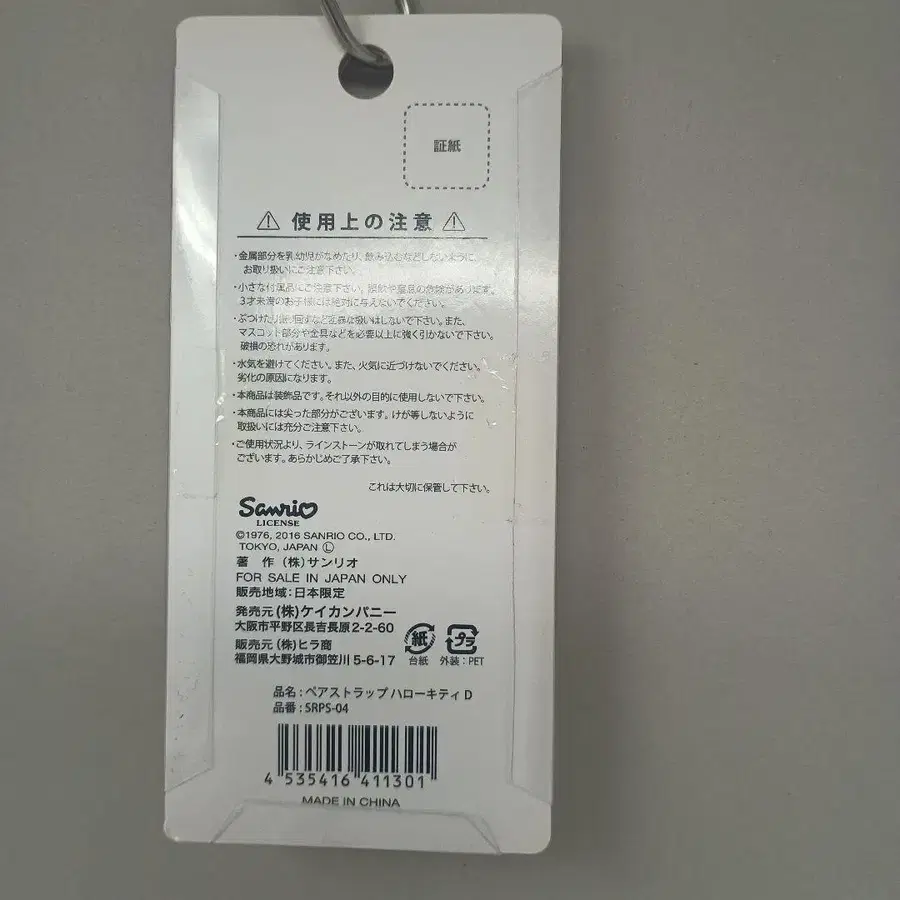 証紙
⚠ 使用上の注意 ⚠
・金属部分を乳幼児がなめたり、飲み込むなどしないように、
お取り扱いにご注意下さい。
・小さな付属品にご注意下さい。誤飲や窒息の危険があります。
3才未満のお子様には絶対に与えないでください。
・ぶつけたり振り回すなど乱暴な扱いはしないで下さい。また、
マスコット部分や金具などを必要以上に強く引かないで下さい。
破損の恐れがあります。
・水気を避けてください。また、火気に近づけないでください。
劣化の原因になります。
・本商品は装飾品です。それ以外の目的に使用しないで下さい。
・本商品には尖った部分がございます。けが等しないように
取扱いには充分ご注意下さい。
・ご使用状況より、ラインストーンが取れてしまう場合が
ございます。あらかじめご了承下さい。
これは大切に保管して下さい。
Sanrio
LICENSE
©1976, 2016 SANRIO CO., LTD.
TOKYO, JAPAN Ⓛ
著 作 (株)サンリオ
FOR SALE IN JAPAN ONLY
販売地域:日本限定
発売元 (株)ケイカンパニー
大阪市平野区長吉長原2-2-60
販売元 (株)ヒラ商
福岡県大野城市御笠川 5-6-17
紙 プラ
台紙 外装:PET
品名:ペアストラップ ハローキティ D
品番:SRPS-04
4 535416 411301
MADE IN CHINA